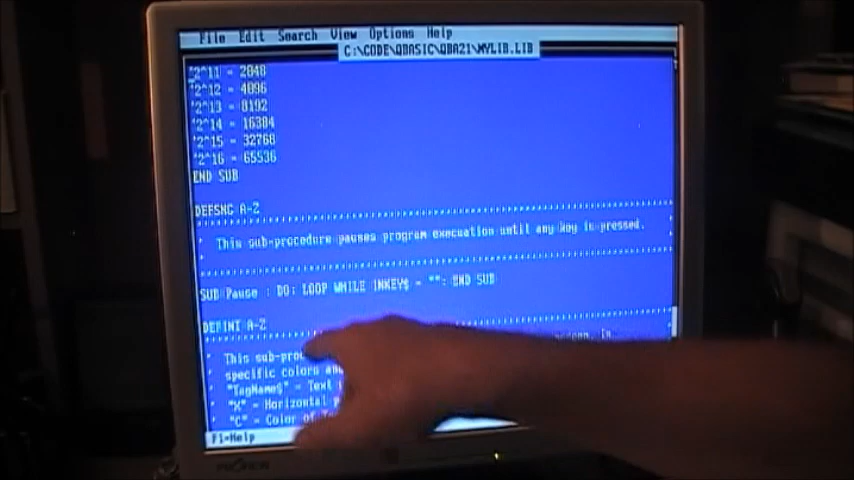 File Edit Search View Options Help
C:\CODE\QBASIC\QBA21\MYLIB.LIB
'2^11 = 2048
'2^12 = 4096
'2^13 = 8192
'2^14 = 16384
'2^15 = 32768
'2^16 = 65536
END SUB
DEFSNG A-Z
' This sub-procedure pauses program execution until any key is pressed.
'
SUB Pause : DO: LOOP WHILE INKEY$ = "": END SUB
DEFINT A-Z
' This sub-proc
' specific colors and
' "TagName$" = Text
' "X" = Horizontal
' "C" = Color of
F1=Help